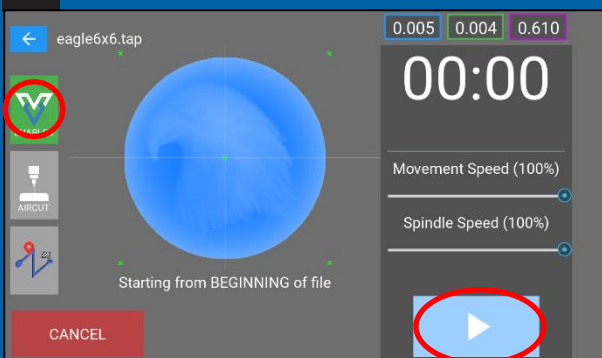 eagle6x6.tap
0.005 0.004 0.610
00:00
ENABLED
Movement Speed (100%)
AIRCUT
Spindle Speed (100%)
Starting from BEGINNING of file
CANCEL